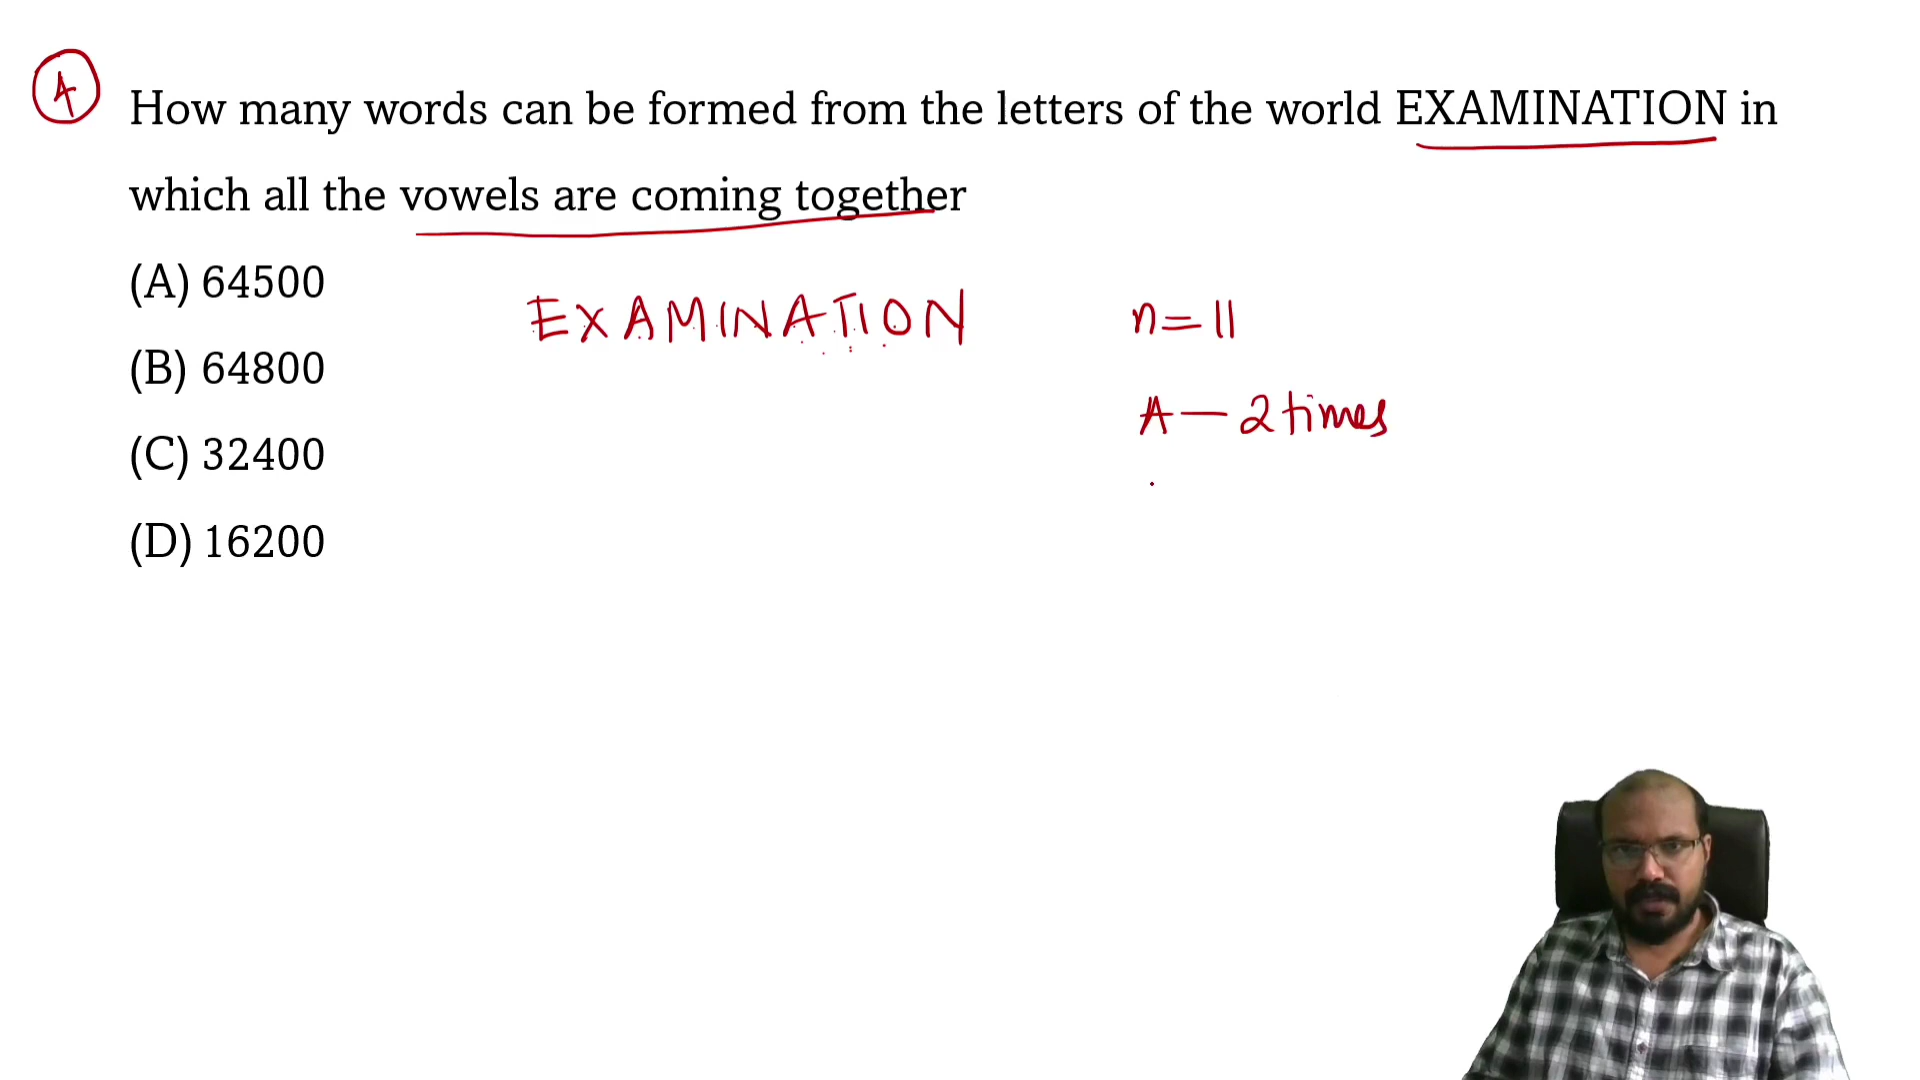 4
How many words can be formed from the letters of the world EXAMINATION in
which all the vowels are coming together
(A) 64500
(B) 64800
(C) 32400
(D) 16200
EXAMINATION
n=11
A—2 times